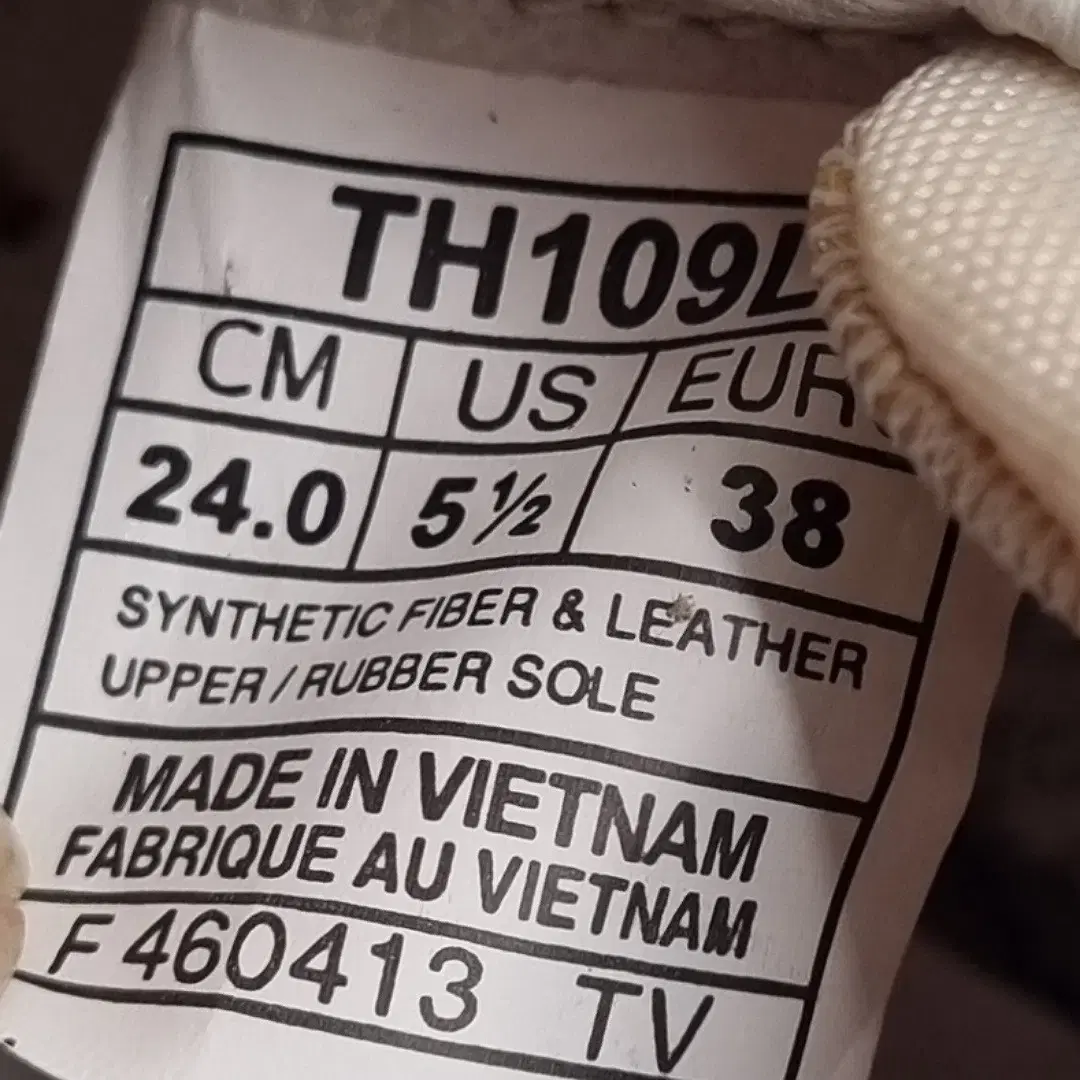 TH109L
CM US EUR
24.0 5½ 38
SYNTHETIC FIBER & LEATHER
UPPER / RUBBER SOLE
MADE IN VIETNAM
FABRIQUE AU VIETNAM
F 460413 TV